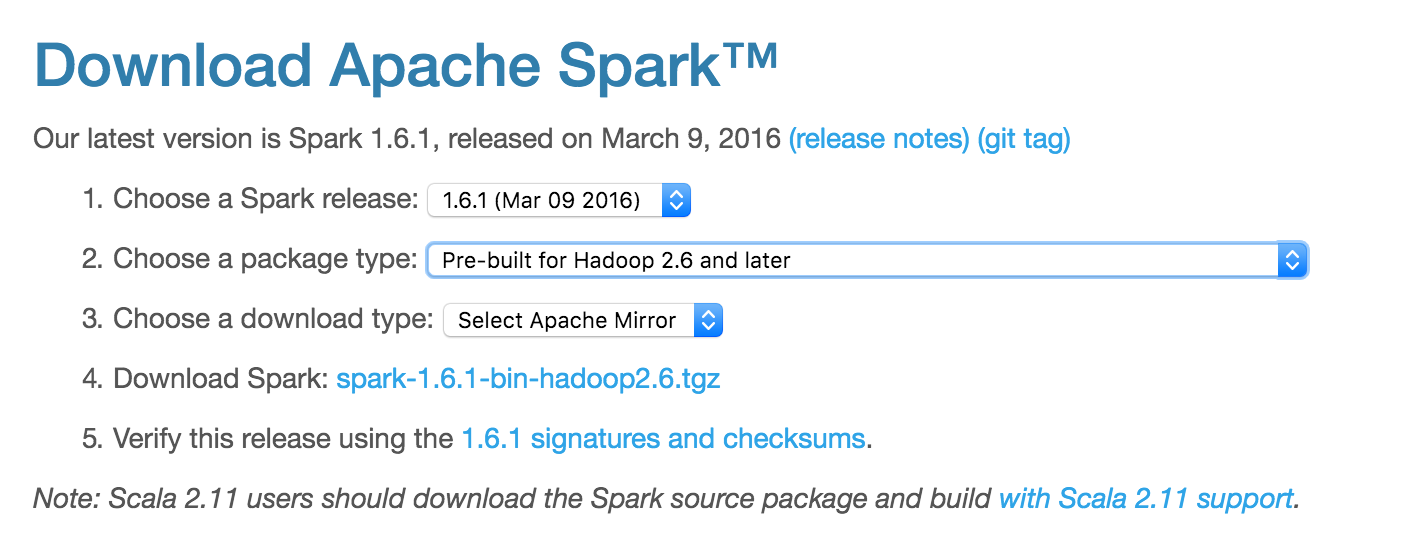 Download Apache Spark™
Our latest version is Spark 1.6.1, released on March 9, 2016 (release notes) (git tag)
1. Choose a Spark release: 1.6.1 (Mar 09 2016)
2. Choose a package type: Pre-built for Hadoop 2.6 and later
3. Choose a download type: Select Apache Mirror
4. Download Spark: spark-1.6.1-bin-hadoop2.6.tgz
5. Verify this release using the 1.6.1 signatures and checksums.
Note: Scala 2.11 users should download the Spark source package and build with Scala 2.11 support.